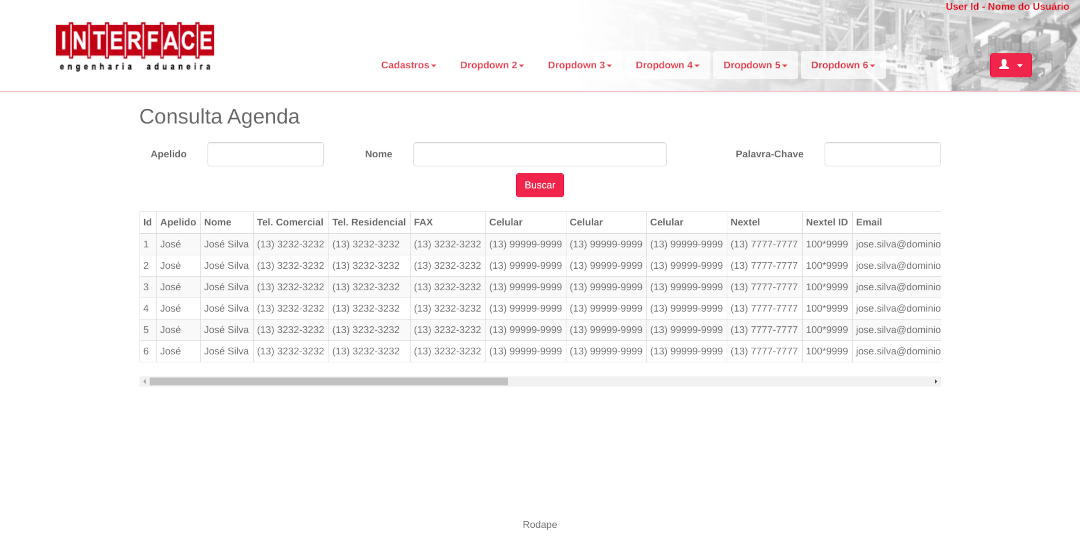 User Id - Nome do Usuário
INTERFACE
engenharia aduaneira
Cadastros Dropdown 2 Dropdown 3 Dropdown 4 Dropdown 5 Dropdown 6
Consulta Agenda
Apelido Nome Palavra-Chave
Buscar
Id Apelido Nome Tel. Comercial Tel. Residencial FAX Celular Celular Celular Nextel Nextel ID Email
1 José José Silva (13) 3232-3232 (13) 3232-3232 (13) 3232-3232 (13) 99999-9999 (13) 99999-9999 (13) 99999-9999 (13) 7777-7777 100*9999 jose.silva@dominio
2 José José Silva (13) 3232-3232 (13) 3232-3232 (13) 3232-3232 (13) 99999-9999 (13) 99999-9999 (13) 99999-9999 (13) 7777-7777 100*9999 jose.silva@dominio
3 José José Silva (13) 3232-3232 (13) 3232-3232 (13) 3232-3232 (13) 99999-9999 (13) 99999-9999 (13) 99999-9999 (13) 7777-7777 100*9999 jose.silva@dominio
4 José José Silva (13) 3232-3232 (13) 3232-3232 (13) 3232-3232 (13) 99999-9999 (13) 99999-9999 (13) 99999-9999 (13) 7777-7777 100*9999 jose.silva@dominio
5 José José Silva (13) 3232-3232 (13) 3232-3232 (13) 3232-3232 (13) 99999-9999 (13) 99999-9999 (13) 99999-9999 (13) 7777-7777 100*9999 jose.silva@dominio
6 José José Silva (13) 3232-3232 (13) 3232-3232 (13) 3232-3232 (13) 99999-9999 (13) 99999-9999 (13) 99999-9999 (13) 7777-7777 100*9999 jose.silva@dominio
Rodape